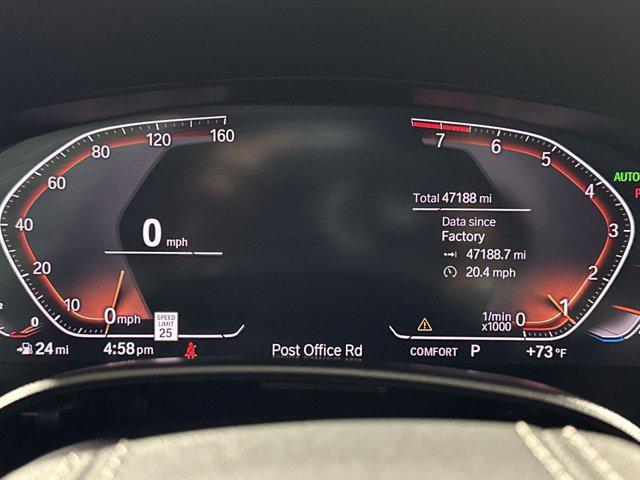 160
120
80
60
40
20
10
0 mph
0 mph
SPEED
LIMIT
25
24 mi
4:58 pm
Post Office Rd
Total 47188 mi
Data since
Factory
47188.7 mi
20.4 mph
7
6
5
4
3
2
1
0
1/min
x1000
AUTO
P
COMFORT P
+73 °F
0